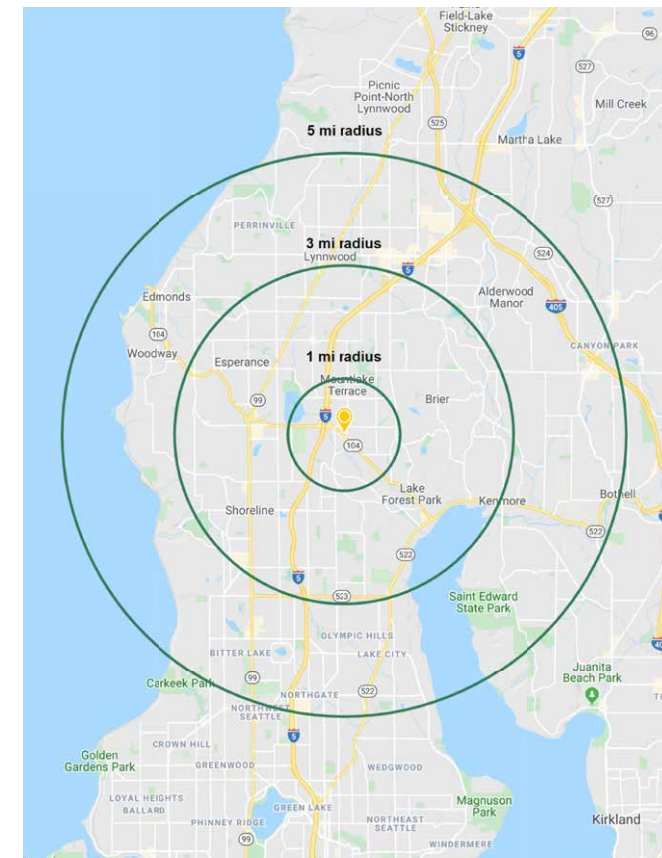 Field-Lake
Stickney
96
5
527
Picnic
Point-North
Lynnwood
Mill Creek
525
5 mi radius
Martha Lake
527
PERRINVILLE
3 mi radius
Lynnwood
524
5
Alderwood
Manor
Edmonds
405
104
Woodway
Esperance
CANYON PARK
1 mi radius
Mountlake
Terrace
99
Brier
5
104
Lake
Forest Park
Kenmore
Bothell
Shoreline
522
522
5
523
Saint Edward
State Park
OLYMPIC HILLS
BITTER LAKE
LAKE CITY
Juanita
Beach Park
99
Carkeek Park
NORTHGATE
522
NORTHWEST
SEATTLE
5
CROWN HILL
Golden
Gardens Park
GREENWOOD
WEDGWOOD
LOYAL HEIGHTS
BALLARD
GREEN LAKE
Magnuson
Park
PHINNEY RIDGE
NORTHEAST
SEATTLE
Kirkland
99
WINDERMERE